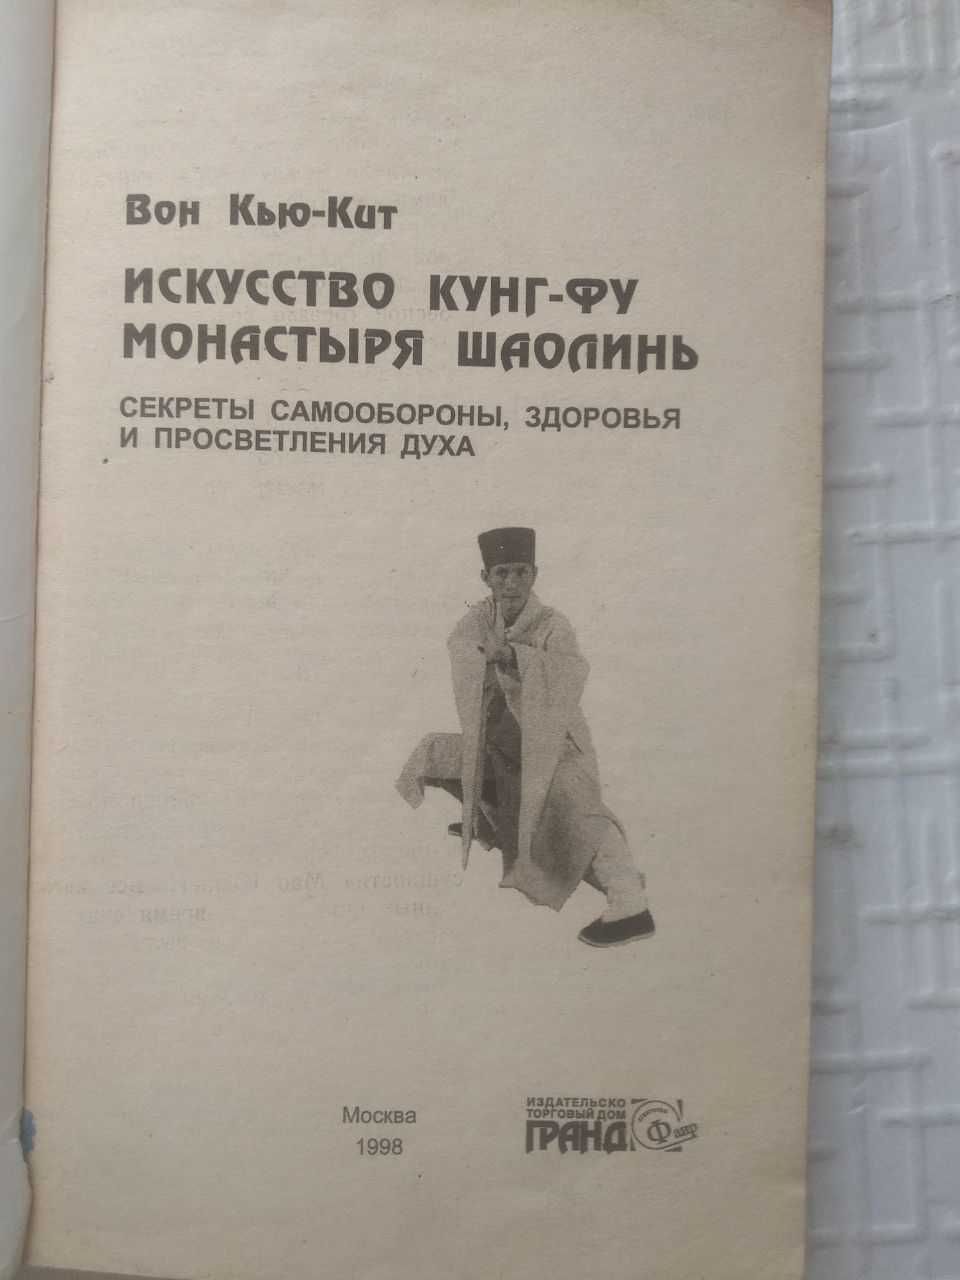 Вон Кью-Кит
ИСКУССТВО КУНГ-ФУ
МОНАСТЫРЯ ШАОЛИНЬ
СЕКРЕТЫ САМООБОРОНЫ, ЗДОРОВЬЯ
И ПРОСВЕТЛЕНИЯ ДУХА
Москва
1998
ИЗДАТЕЛЬСКО
ТОРГОВЫЙ ДОМ
ГРАНД
Фаир